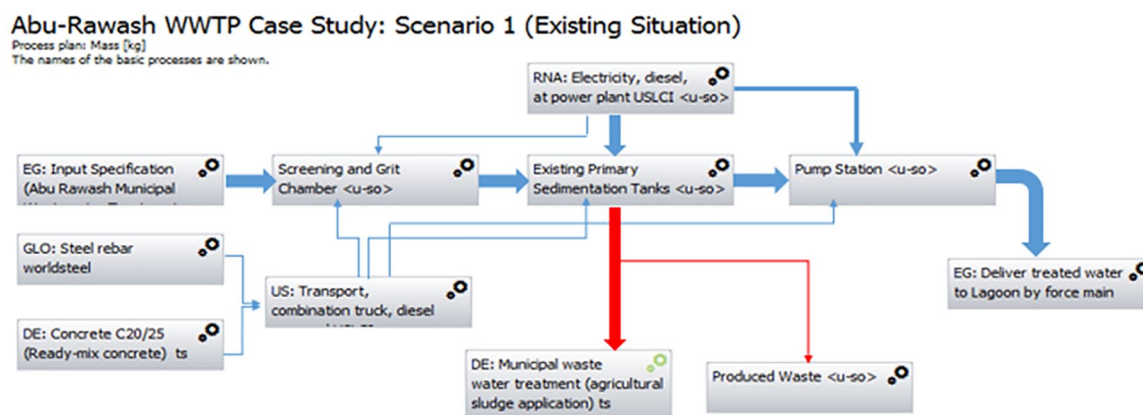 Abu-Rawash WWTP Case Study: Scenario 1 (Existing Situation)
Process plan: Mass [kg]
The names of the basic processes are shown.
RNA: Electricity, diesel,
at power plant USLCI <u-so>
EG: Input Specification
(Abu Rawash Municipal
Screening and Grit
Chamber <u-so>
Existing Primary
Sedimentation Tanks <u-so>
Pump Station <u-so>
GLO: Steel rebar
worldsteel
US: Transport,
combination truck, diesel
EG: Deliver treated water
to Lagoon by force main
DE: Concrete C20/25
(Ready-mix concrete) ts
DE: Municipal waste
water treatment (agricultural
sludge application) ts
Produced Waste <u-so>